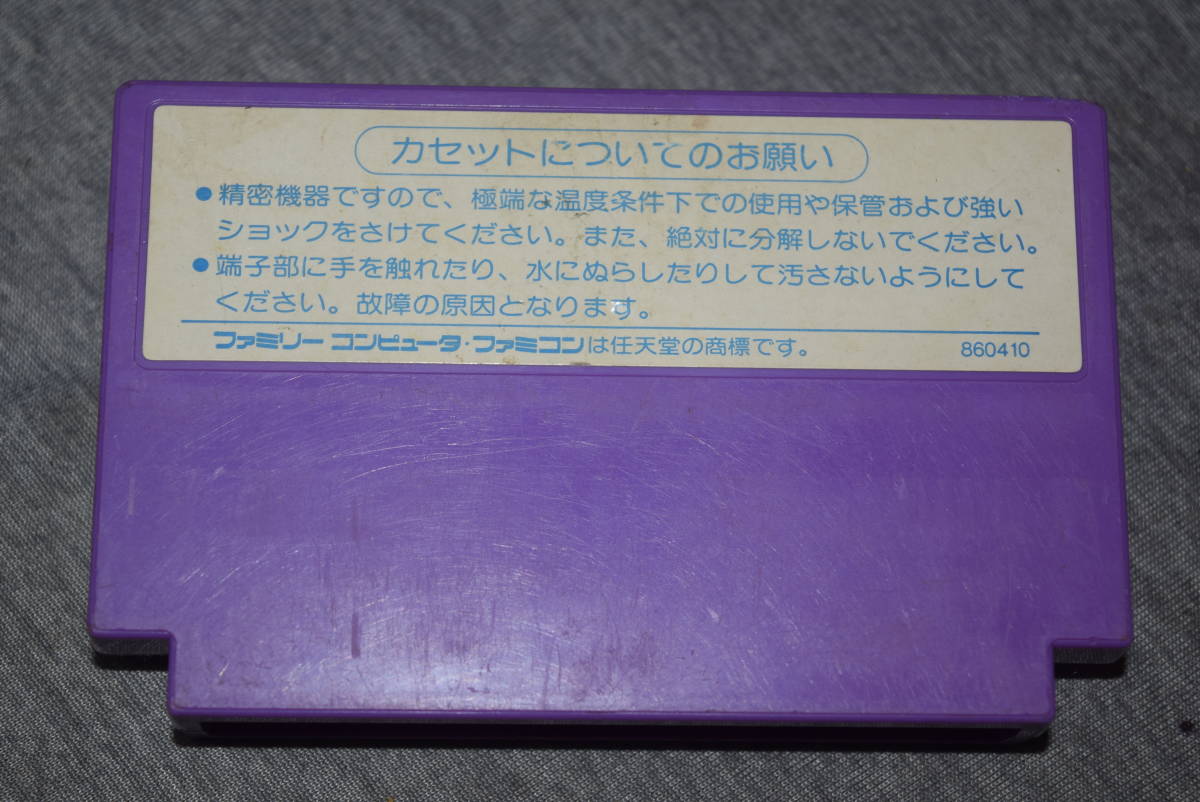 カセットについてのお願い
●精密機器ですので、極端な温度条件下での使用や保管および強い
ショックをさけてください。また、絶対に分解しないでください。
●端子部に手を触れたり、水にぬらしたりして汚さないようにして
ください。故障の原因となります。
ファミリー コンピュータ・ファミコンは任天堂の商標です。 860410